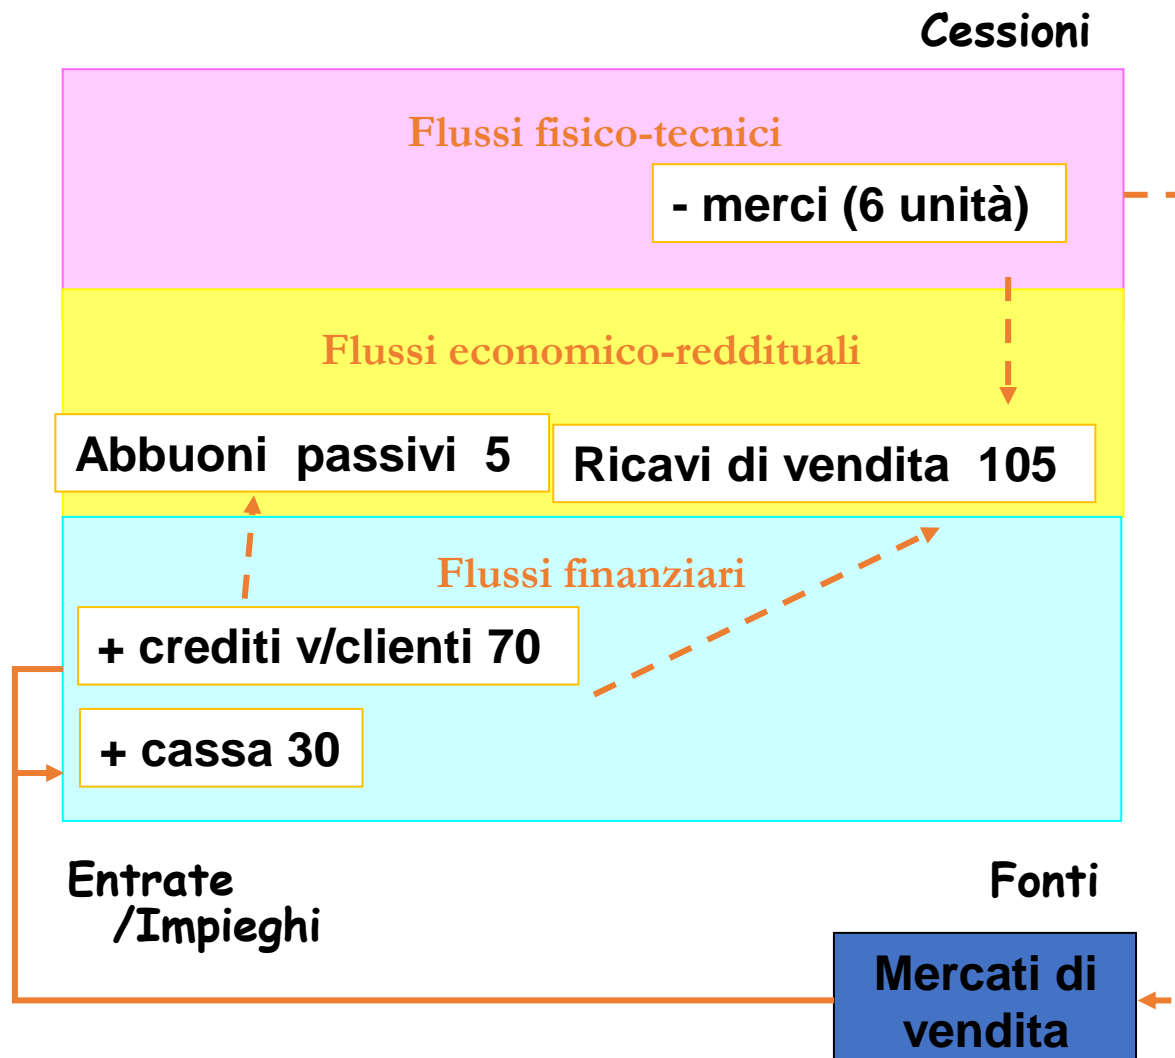 Cessioni
Flussi fisico-tecnici
- merci (6 unità)
Flussi economico-reddituali
Abbuoni passivi 5
Ricavi di vendita 105
Flussi finanziari
+ crediti v/clienti 70
+ cassa 30
Entrate
/Impieghi
Fonti
Mercati di
vendita